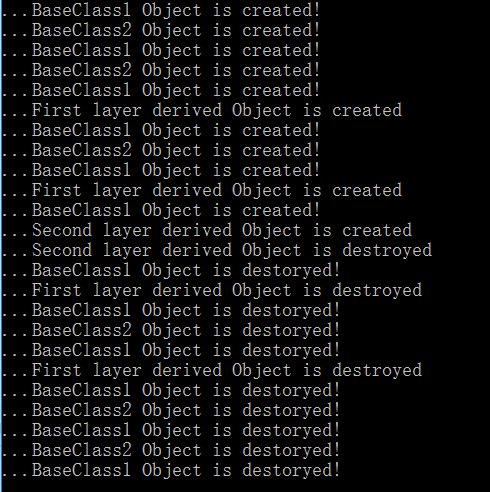 ...BaseClass1 Object is created!
...BaseClass2 Object is created!
...BaseClass1 Object is created!
...BaseClass2 Object is created!
...BaseClass1 Object is created!
...First layer derived Object is created
...BaseClass1 Object is created!
...BaseClass2 Object is created!
...BaseClass1 Object is created!
...First layer derived Object is created
...BaseClass1 Object is created!
...Second layer derived Object is created
...Second layer derived Object is destroyed
...BaseClass1 Object is destoryed!
...First layer derived Object is destroyed
...BaseClass1 Object is destoryed!
...BaseClass2 Object is destoryed!
...BaseClass1 Object is destoryed!
...First layer derived Object is destroyed
...BaseClass1 Object is destoryed!
...BaseClass2 Object is destoryed!
...BaseClass1 Object is destoryed!
...BaseClass2 Object is destoryed!
...BaseClass1 Object is destoryed!